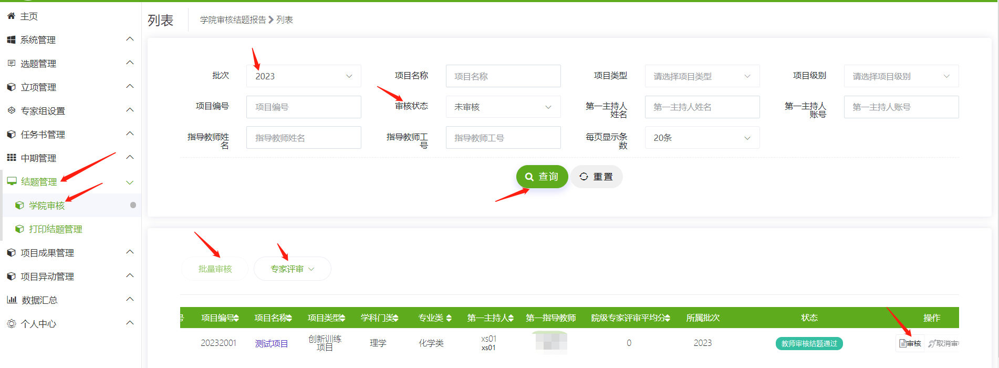 主页
系统管理
选题管理
立项管理
专家组设置
任务书管理
中期管理
结题管理
学院审核
打印结题管理
项目成果管理
项目异动管理
数据汇总
个人中心
列表
学院审核结题报告 列表
批次 2023 项目名称 项目名称 项目类型 请选择项目类型 项目级别 请选择项目级别
项目编号 项目编号 审核状态 未审核 第一主持人姓名 第一主持人姓名 第一主持人账号 第一主持人账号
指导教师姓名 指导教师姓名 指导教师工号 指导教师工号 每页显示条数 20条
查询 重置
批量审核 专家评审
号 项目编号 项目名称 项目类型 学科门类 专业类 第一主持人 第一指导教师 院级专家评审平均分 所属批次 状态 操作
20232001 测试项目 创新训练项目 理学 化学类 xs01 0 2023 教师审核结题通过 审核 取消审
xs01